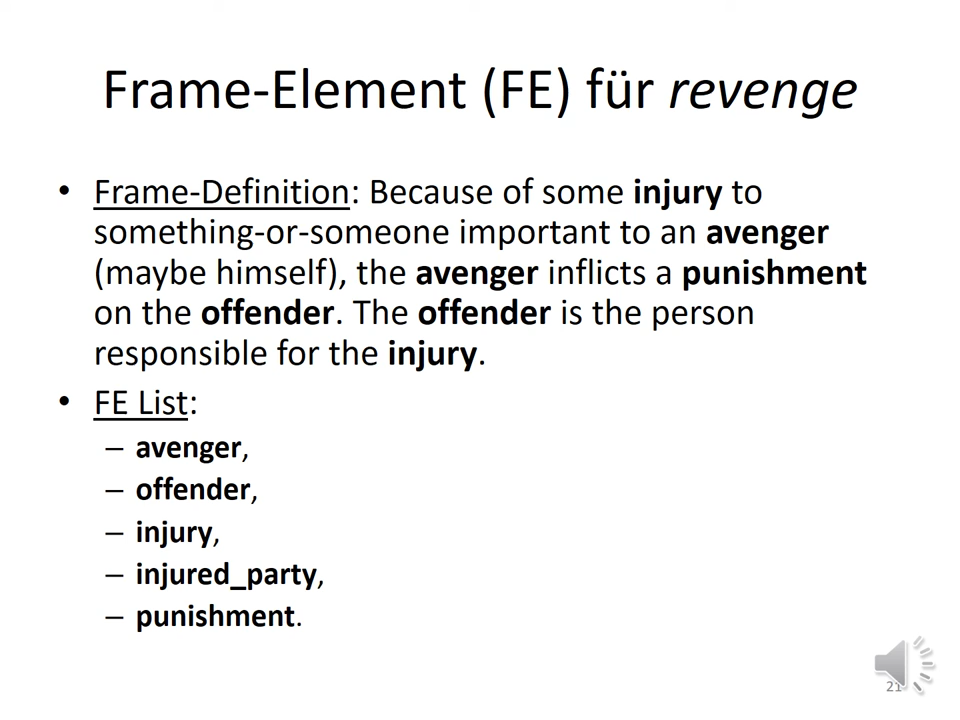 Frame-Element (FE) für revenge
• Frame-Definition: Because of some injury to
something-or-someone important to an avenger
(maybe himself), the avenger inflicts a punishment
on the offender. The offender is the person
responsible for the injury.
• FE List:
– avenger,
– offender,
– injury,
– injured_party,
– punishment.
21